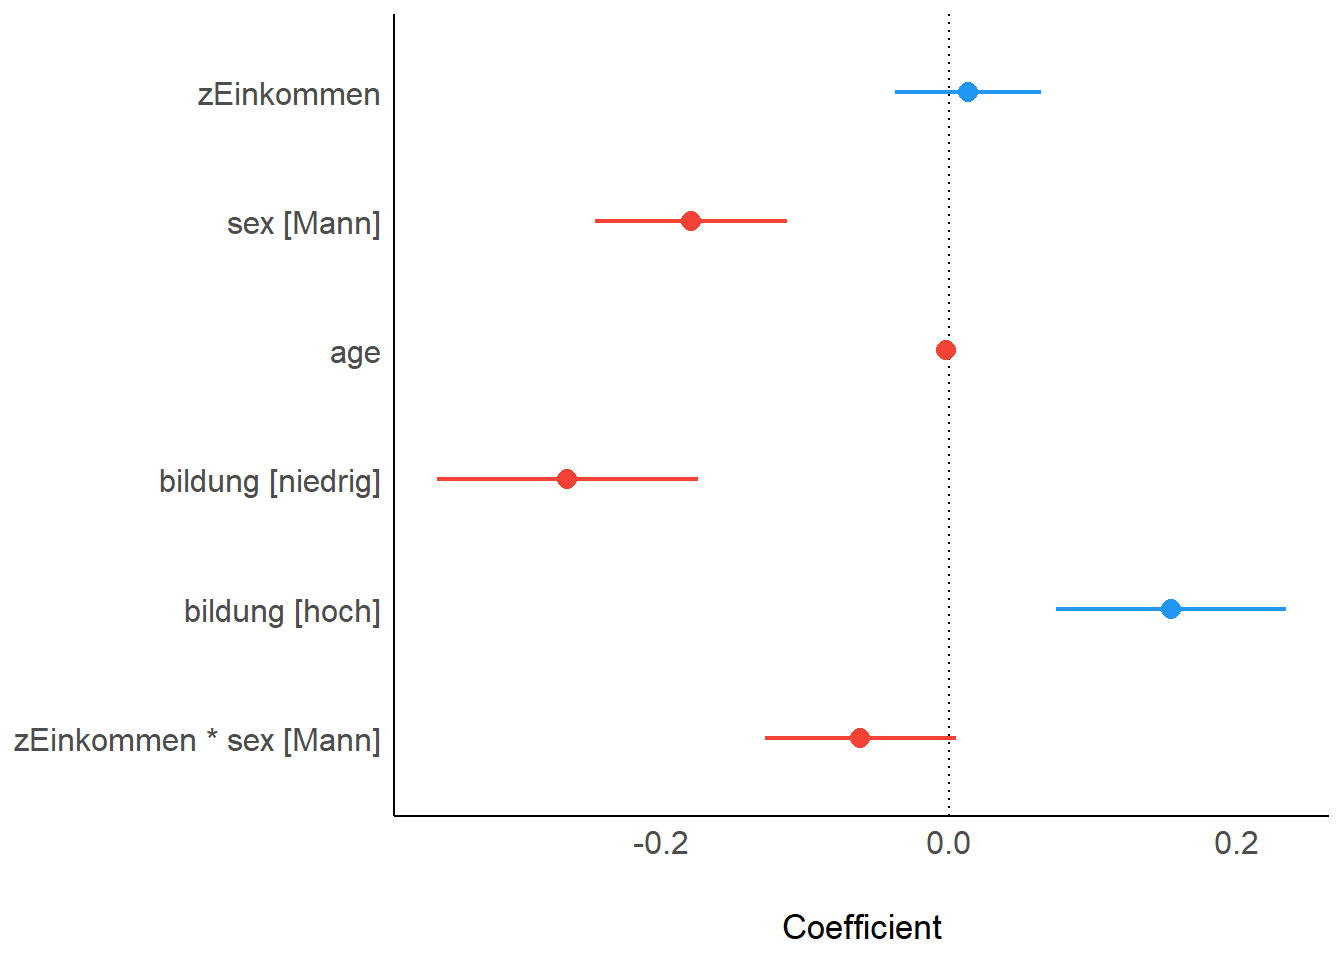 zEinkommen
sex [Mann]
age
bildung [niedrig]
bildung [hoch]
zEinkommen * sex [Mann]
-0.2 0.0 0.2
Coefficient